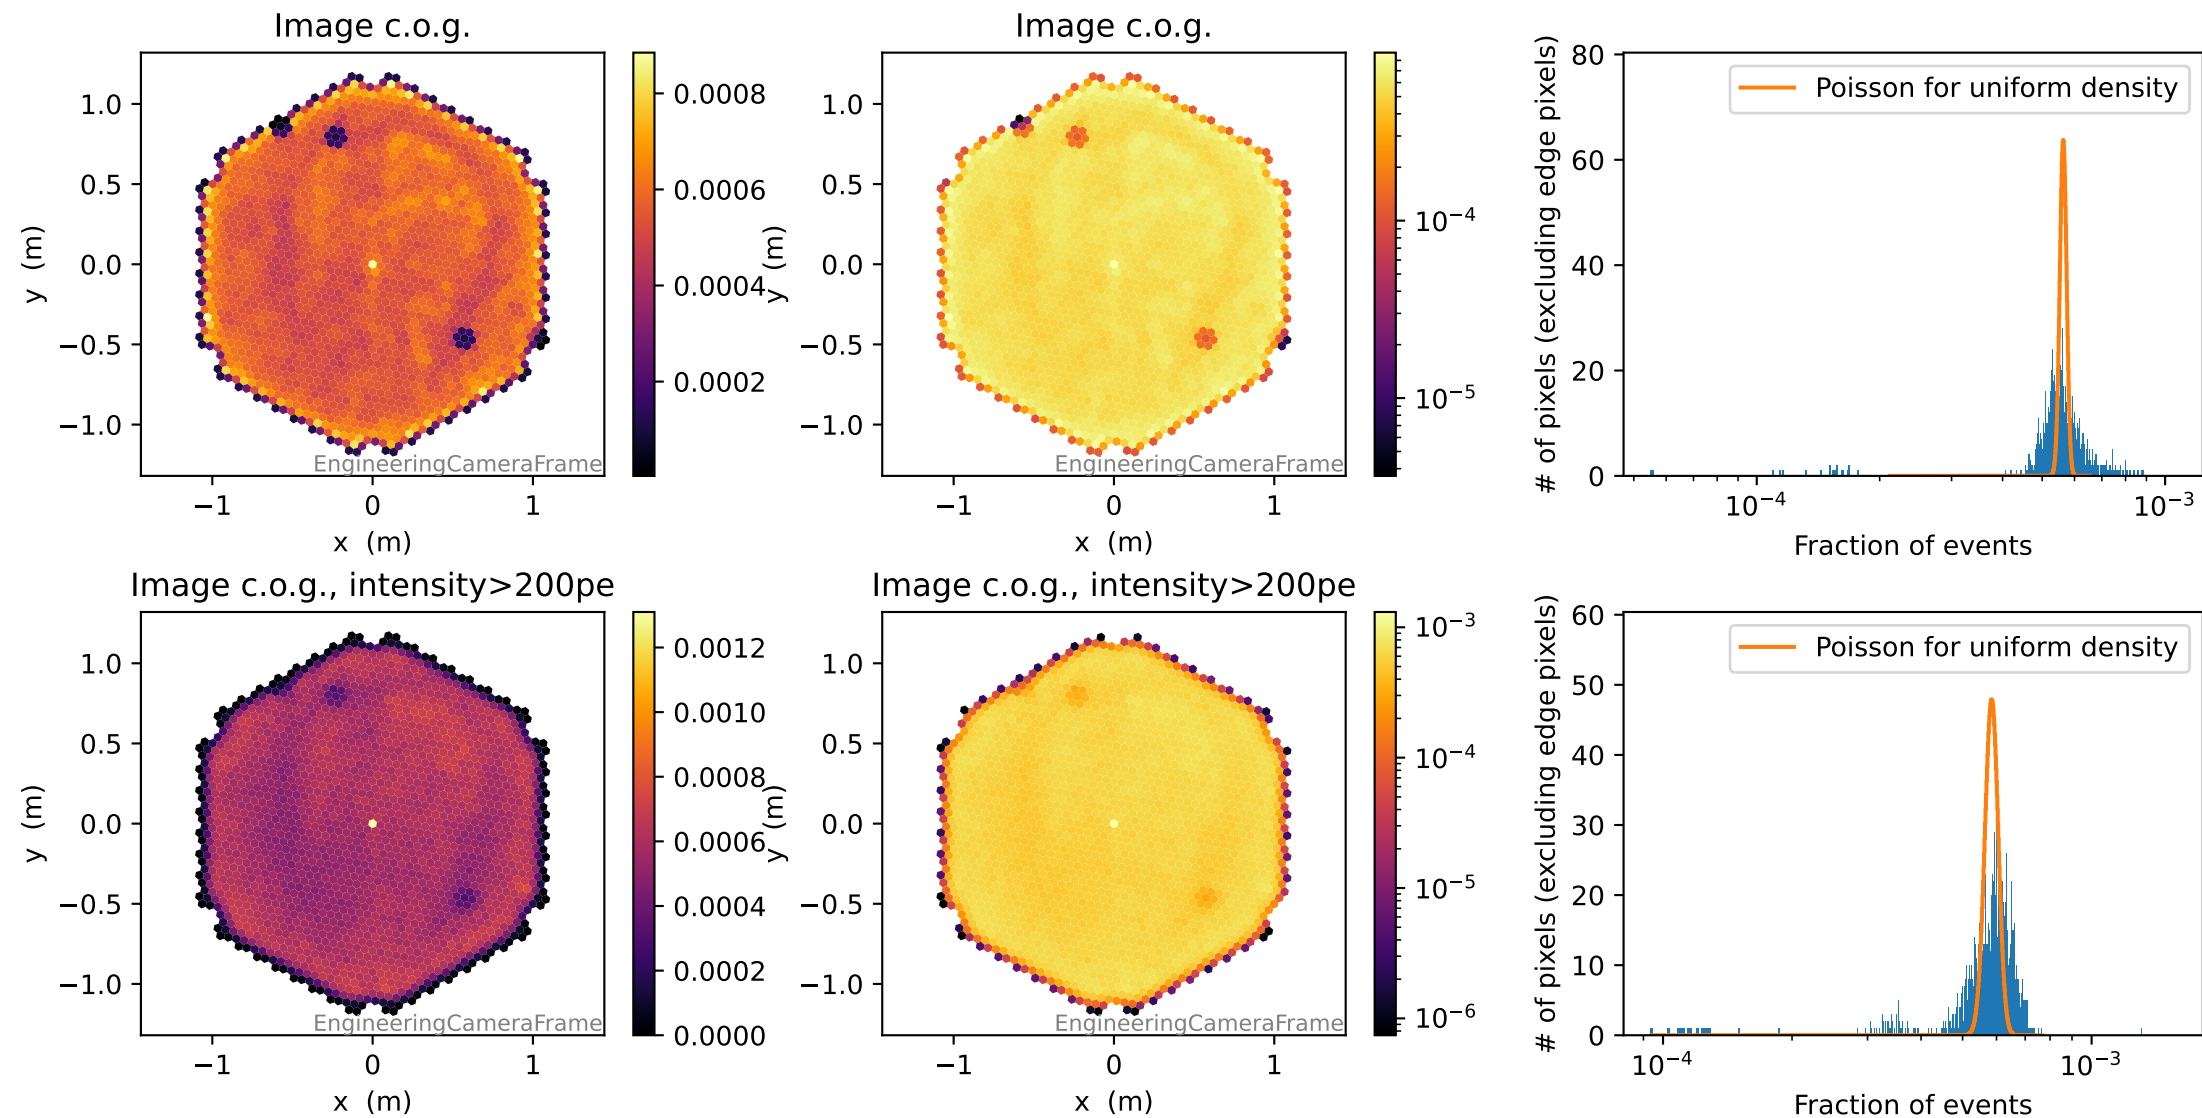 Image c.o.g.
1.0
0.5
0.0
−0.5
−1.0
y (m)
−1
0
1
x (m)
EngineeringCameraFrame
0.0008
0.0006
0.0004
0.0002
Image c.o.g.
1.0
0.5
0.0
−0.5
−1.0
y (m)
−1
0
1
x (m)
EngineeringCameraFrame
10⁻⁴
10⁻⁵
# of pixels (excluding edge pixels)
80
60
40
20
0
Poisson for uniform density
10⁻⁴
10⁻³
Fraction of events
Image c.o.g., intensity>200pe
1.0
0.5
0.0
−0.5
−1.0
y (m)
−1
0
1
x (m)
EngineeringCameraFrame
0.0012
0.0010
0.0008
0.0006
0.0004
0.0002
0.0000
Image c.o.g., intensity>200pe
1.0
0.5
0.0
−0.5
−1.0
y (m)
−1
0
1
x (m)
EngineeringCameraFrame
10⁻³
10⁻⁴
10⁻⁵
10⁻⁶
# of pixels (excluding edge pixels)
60
50
40
30
20
10
0
Poisson for uniform density
10⁻⁴
10⁻³
Fraction of events